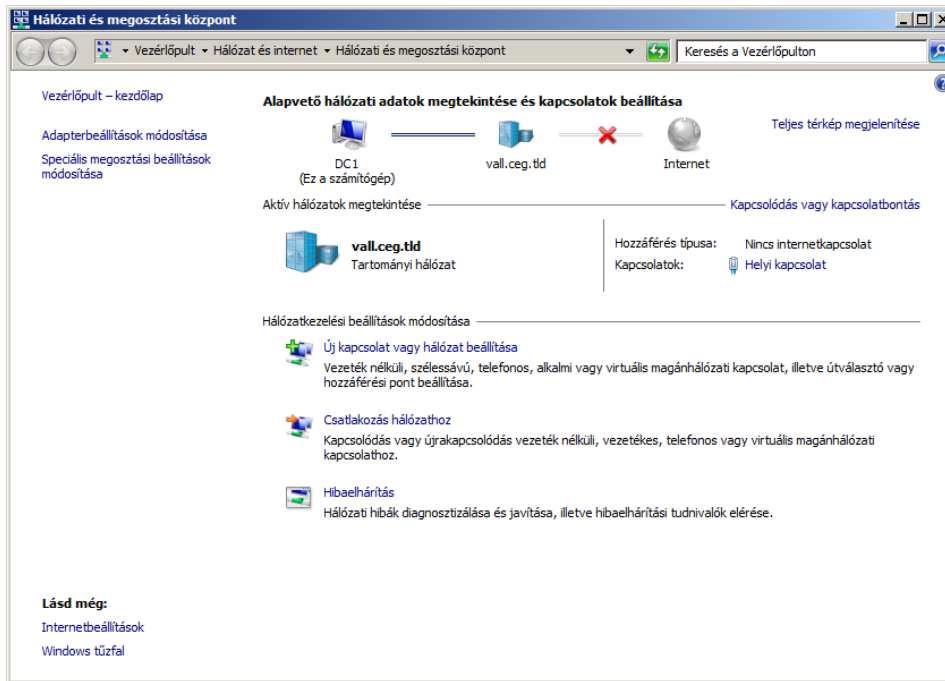 Hálózati és megosztási központ
Vezérlőpult Hálózat és internet Hálózati és megosztási központ
Keresés a Vezérlőpulton
Vezérlőpult – kezdőlap
Adapterbeállítások módosítása
Speciális megosztási beállítások
módosítása
Alapvető hálózati adatok megtekintése és kapcsolatok beállítása
Teljes térkép megjelenítése
DC1 vall.ceg.tld Internet
(Ez a számítógép)
Aktív hálózatok megtekintése Kapcsolódás vagy kapcsolatbontás
vall.ceg.tld
Tartományi hálózat
Hozzáférés típusa: Nincs internetkapcsolat
Kapcsolatok: Helyi kapcsolat
Hálózatkezelési beállítások módosítása
Új kapcsolat vagy hálózat beállítása
Vezeték nélküli, szélessávú, telefonos, alkalmi vagy virtuális magánhálózati kapcsolat, illetve útválasztó vagy
hozzáférési pont beállítása.
Csatlakozás hálózathoz
Kapcsolódás vagy újrakapcsolódás vezeték nélküli, vezetékes, telefonos vagy virtuális magánhálózati
kapcsolathoz.
Hibaelhárítás
Hálózati hibák diagnosztizálása és javítása, illetve hibaelhárítási tudnivalók elérése.
Lásd még:
Internetbeállítások
Windows tűzfal